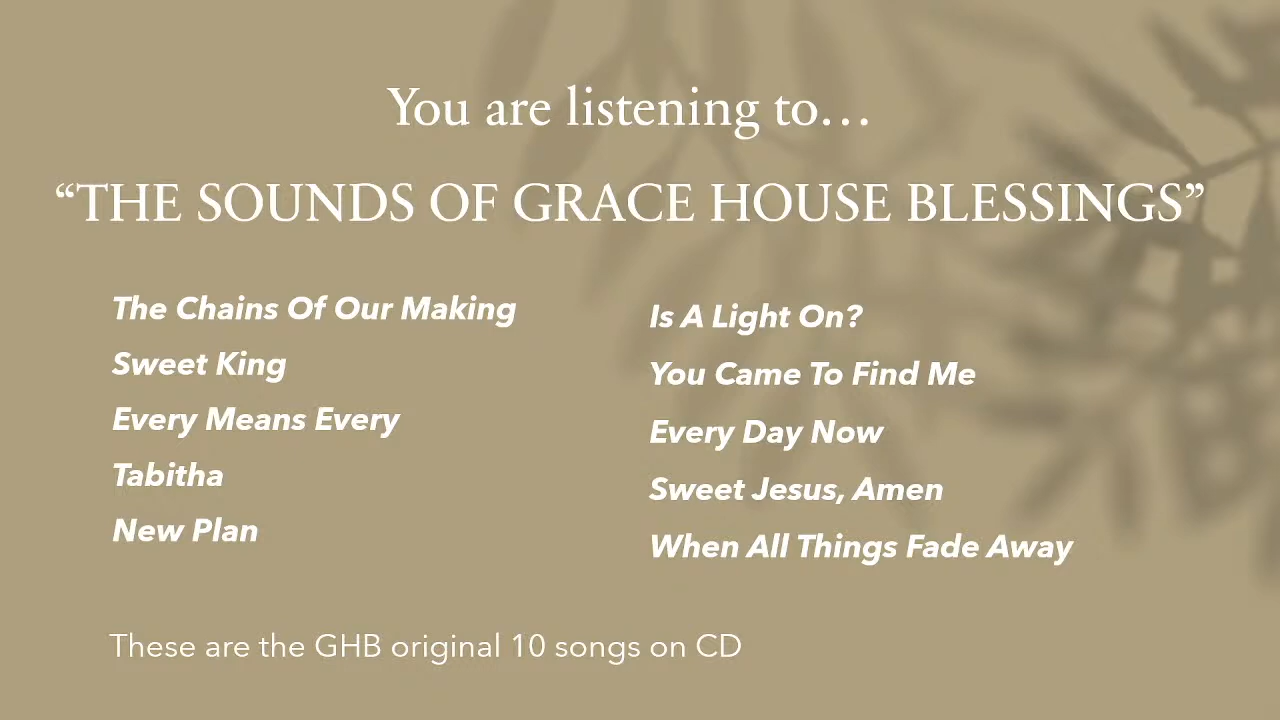 You are listening to…
“THE SOUNDS OF GRACE HOUSE BLESSINGS”
The Chains Of Our Making
Sweet King
Every Means Every
Tabitha
New Plan
Is A Light On?
You Came To Find Me
Every Day Now
Sweet Jesus, Amen
When All Things Fade Away
These are the GHB original 10 songs on CD